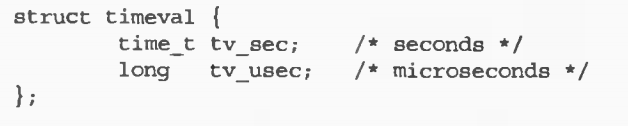 struct timeval {
        time_t tv_sec;     /* seconds */
        long   tv_usec;   /* microseconds */
};